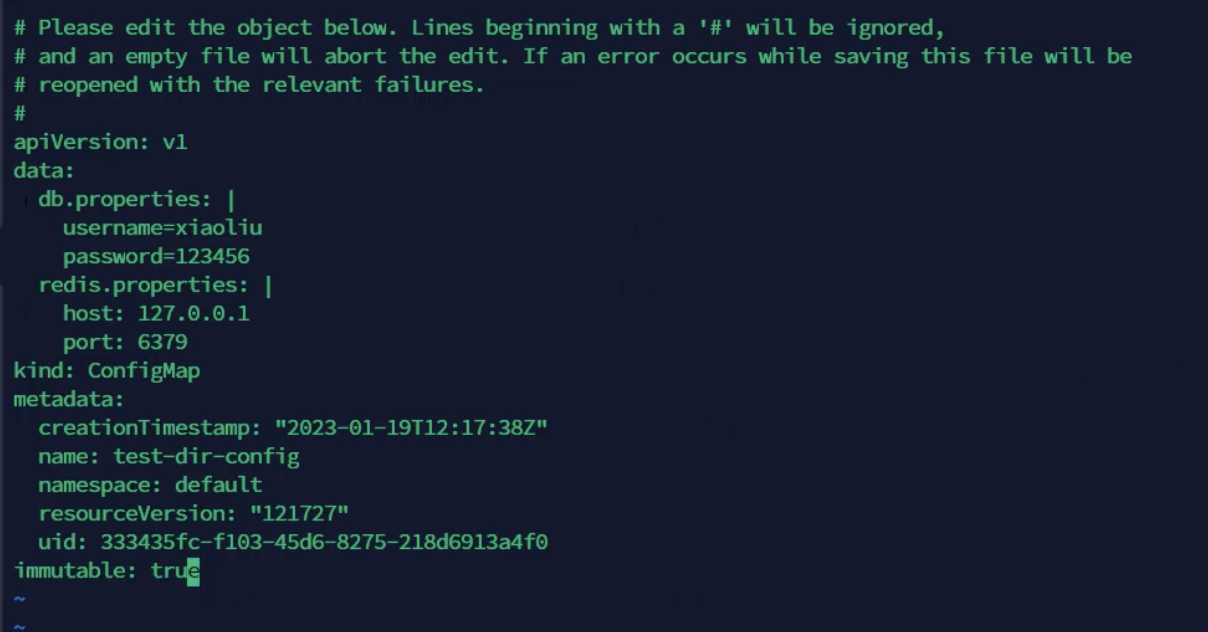 # Please edit the object below. Lines beginning with a '#' will be ignored,
# and an empty file will abort the edit. If an error occurs while saving this file will be
# reopened with the relevant failures.
#
apiVersion: v1
data:
  db.properties: |
    username=xiaoliu
    password=123456
  redis.properties: |
    host: 127.0.0.1
    port: 6379
kind: ConfigMap
metadata:
  creationTimestamp: "2023-01-19T12:17:38Z"
  name: test-dir-config
  namespace: default
  resourceVersion: "121727"
  uid: 333435fc-f103-45d6-8275-218d6913a4f0
immutable: true
~
~